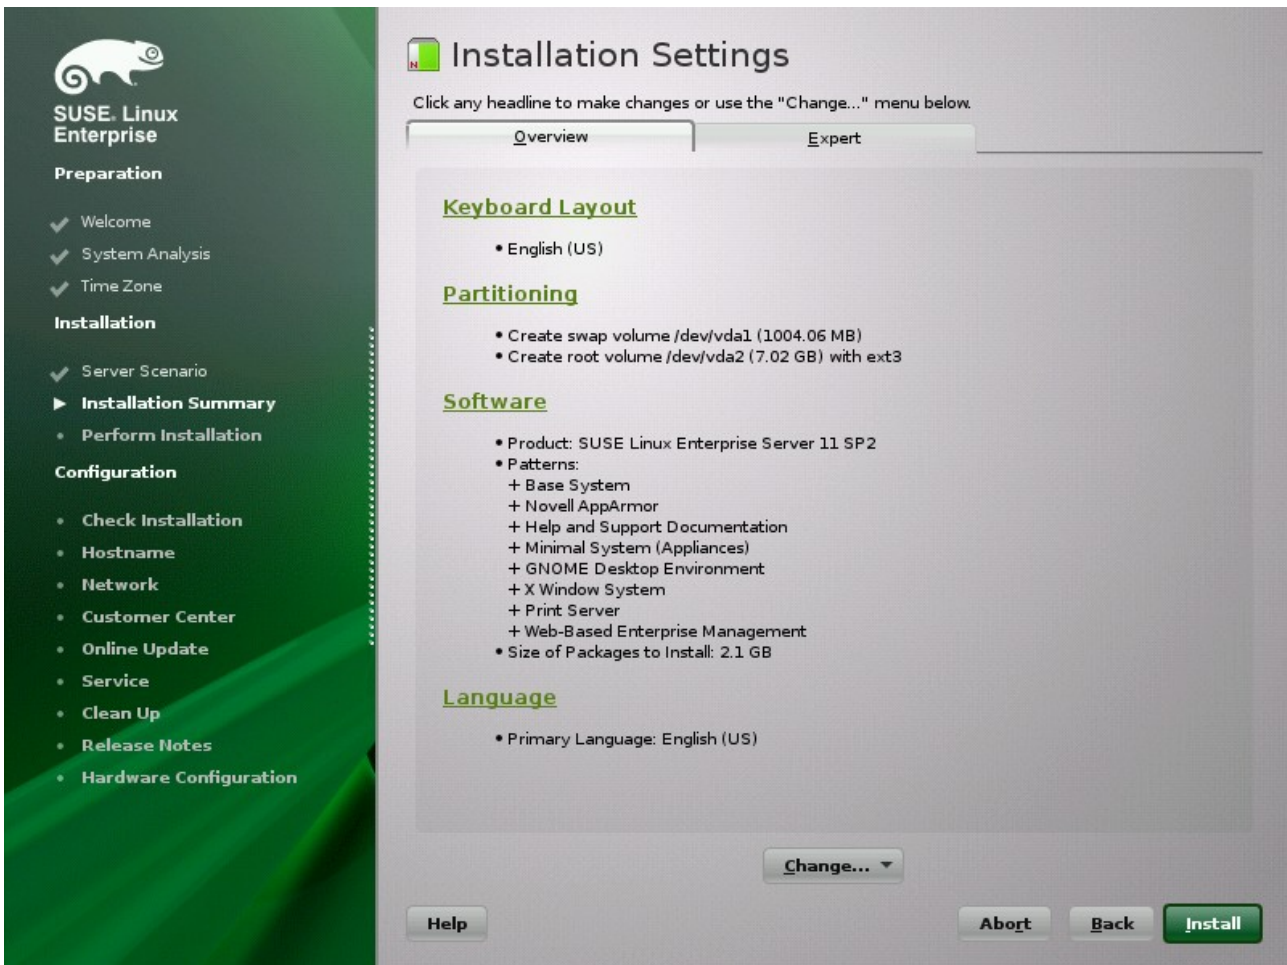 SUSE. Linux
Enterprise
Preparation
Welcome
System Analysis
Time Zone
Installation
Server Scenario
Installation Summary
Perform Installation
Configuration
Check Installation
Hostname
Network
Customer Center
Online Update
Service
Clean Up
Release Notes
Hardware Configuration
N
Installation Settings
Click any headline to make changes or use the "Change..." menu below.
Overview
Expert
Keyboard Layout
• English (US)
Partitioning
• Create swap volume /dev/vda1 (1004.06 MB)
• Create root volume /dev/vda2 (7.02 GB) with ext3
Software
• Product: SUSE Linux Enterprise Server 11 SP2
• Patterns:
+ Base System
+ Novell AppArmor
+ Help and Support Documentation
+ Minimal System (Appliances)
+ GNOME Desktop Environment
+ X Window System
+ Print Server
+ Web-Based Enterprise Management
• Size of Packages to Install: 2.1 GB
Language
• Primary Language: English (US)
Change...
Help
Abort
Back
Install